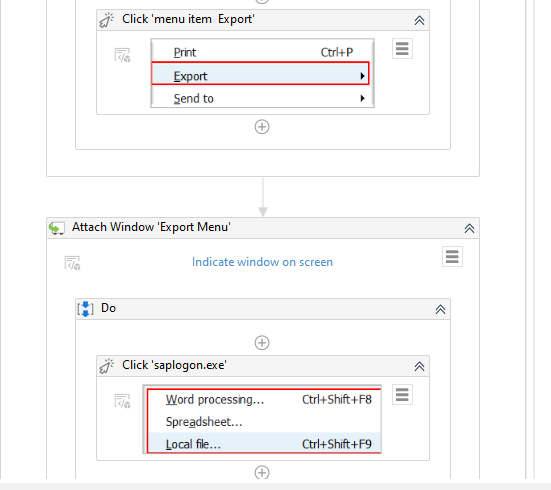 Click 'menu item  Export'
Print Ctrl+P
Export
Send to
Attach Window 'Export Menu'
Indicate window on screen
Do
Click 'saplogon.exe'
Word processing... Ctrl+Shift+F8
Spreadsheet...
Local file... Ctrl+Shift+F9